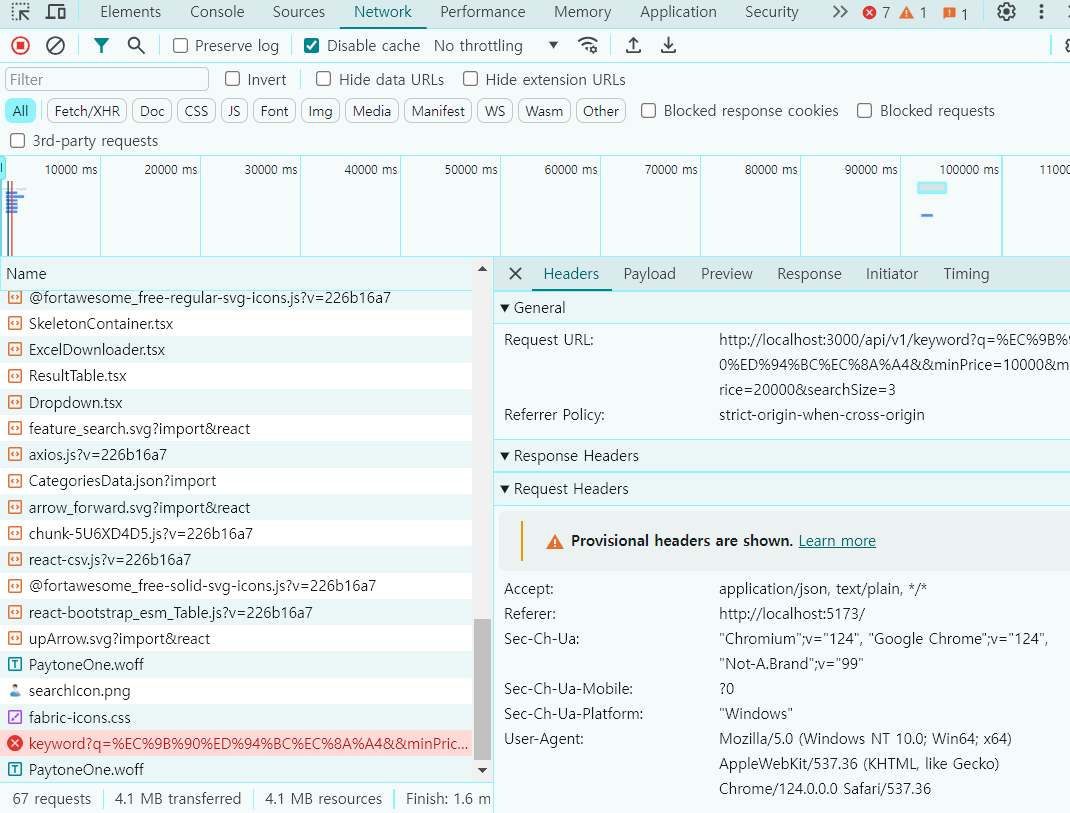 Elements Console Sources Network Performance Memory Application Security 7 1 1
Preserve log Disable cache No throttling
Filter Invert Hide data URLs Hide extension URLs
All Fetch/XHR Doc CSS JS Font Img Media Manifest WS Wasm Other Blocked response cookies Blocked requests
3rd-party requests
10000 ms 20000 ms 30000 ms 40000 ms 50000 ms 60000 ms 70000 ms 80000 ms 90000 ms 100000 ms 11000
Name
@fortawesome_free-regular-svg-icons.js?v=226b16a7
SkeletonContainer.tsx
ExcelDownloader.tsx
ResultTable.tsx
Dropdown.tsx
feature_search.svg?import&react
axios.js?v=226b16a7
CategoriesData.json?import
arrow_forward.svg?import&react
chunk-5U6XD4D5.js?v=226b16a7
react-csv.js?v=226b16a7
@fortawesome_free-solid-svg-icons.js?v=226b16a7
react-bootstrap_esm_Table.js?v=226b16a7
upArrow.svg?import&react
PaytoneOne.woff
searchIcon.png
fabric-icons.css
keyword?q=%EC%9B%90%ED%94%BC%EC%8A%A4&&minPric...
PaytoneOne.woff
67 requests 4.1 MB transferred 4.1 MB resources Finish: 1.6 m
Headers Payload Preview Response Initiator Timing
General
Request URL: http://localhost:3000/api/v1/keyword?q=%EC%9B%9
0%ED%94%BC%EC%8A%A4&&minPrice=10000&m
rice=20000&searchSize=3
Referrer Policy: strict-origin-when-cross-origin
Response Headers
Request Headers
Provisional headers are shown. Learn more
Accept: application/json, text/plain, */*
Referer: http://localhost:5173/
Sec-Ch-Ua: "Chromium";v="124", "Google Chrome";v="124",
"Not-A.Brand";v="99"
Sec-Ch-Ua-Mobile: ?0
Sec-Ch-Ua-Platform: "Windows"
User-Agent: Mozilla/5.0 (Windows NT 10.0; Win64; x64)
AppleWebKit/537.36 (KHTML, like Gecko)
Chrome/124.0.0.0 Safari/537.36